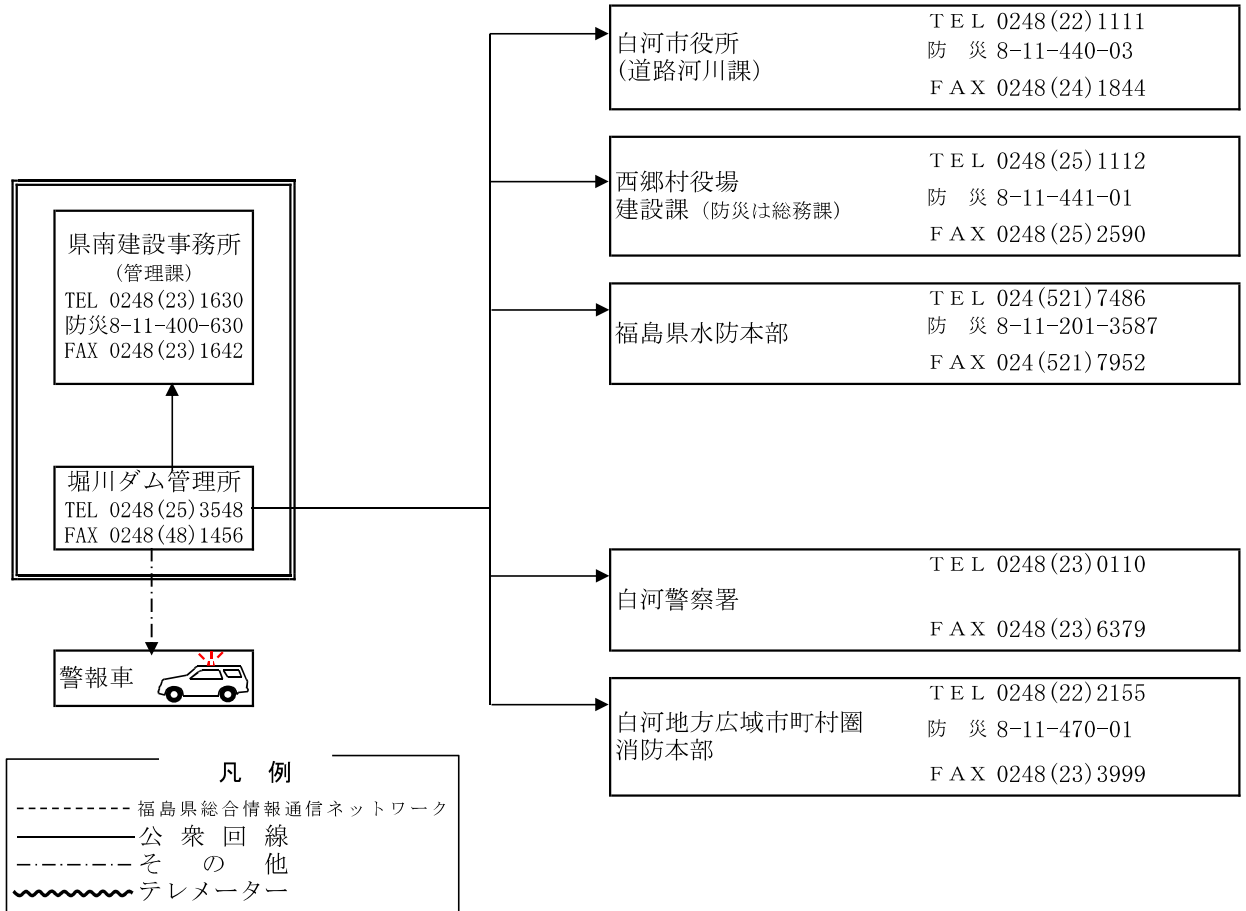 県南建設事務所
(管理課)
TEL 0248(23)1630
防災8-11-400-630
FAX 0248(23)1642
堀川ダム管理所
TEL 0248(25)3548
FAX 0248(48)1456
警報車
白河市役所
(道路河川課)
ＴＥＬ 0248(22)1111
防　災 8-11-440-03
ＦＡＸ 0248(24)1844
西郷村役場
建設課（防災は総務課）
ＴＥＬ 0248(25)1112
防　災 8-11-441-01
ＦＡＸ 0248(25)2590
福島県水防本部
ＴＥＬ 024(521)7486
防　災 8-11-201-3587
ＦＡＸ 024(521)7952
白河警察署
ＴＥＬ 0248(23)0110
ＦＡＸ 0248(23)6379
白河地方広域市町村圏
消防本部
ＴＥＬ 0248(22)2155
防　災 8-11-470-01
ＦＡＸ 0248(23)3999
凡　例
福島県総合情報通信ネットワーク
公　衆　回　線
そ　の　他
テレメーター